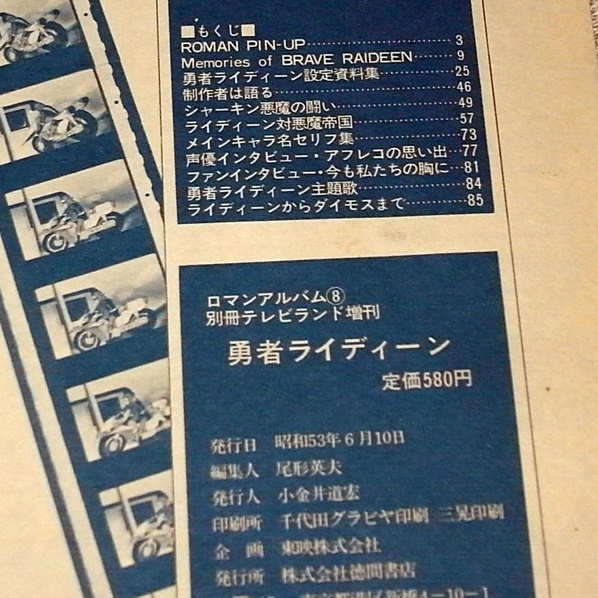 ■もくじ■
ROMAN PIN-UP……………………3
Memories of BRAVE RAIDEEN……9
勇者ライディーン設定資料集………25
制作者は語る…………………………46
シャーキン悪魔の闘い………………49
ライディーン対悪魔帝国……………57
メインキャラ名セリフ集……………73
声優インタビュー・アフレコの思い出…77
ファンインタビュー・今も私たちの胸に…81
勇者ライディーン主題歌……………84
ライディーンからダイモスまで………85
ロマンアルバム⑧
別冊テレビランド増刊
勇者ライディーン
定価580円
発行日 昭和53年6月10日
編集人 尾形英夫
発行人 小金井道宏
印刷所 千代田グラビヤ印刷 三晃印刷
企 画 東映株式会社
発行所 株式会社徳間書店
東京都港区新橋4-10-1